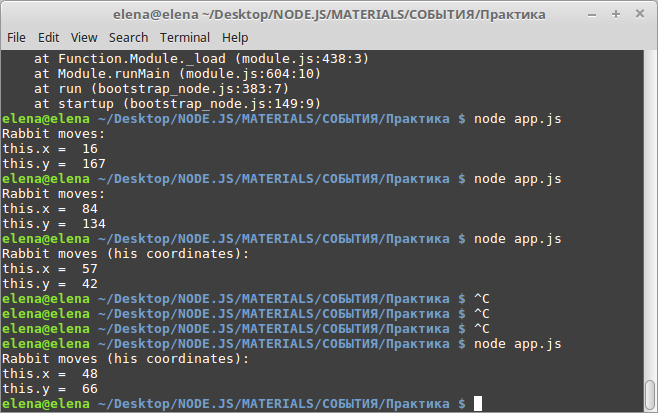 elena@elena ~/Desktop/NODE.JS/MATERIALS/СОБЫТИЯ/Практика
File Edit View Search Terminal Help
    at Function.Module._load (module.js:438:3)
    at Module.runMain (module.js:604:10)
    at run (bootstrap_node.js:383:7)
    at startup (bootstrap_node.js:149:9)
elena@elena ~/Desktop/NODE.JS/MATERIALS/СОБЫТИЯ/Практика $ node app.js
Rabbit moves:
this.x =  16
this.y =  167
elena@elena ~/Desktop/NODE.JS/MATERIALS/СОБЫТИЯ/Практика $ node app.js
Rabbit moves:
this.x =  84
this.y =  134
elena@elena ~/Desktop/NODE.JS/MATERIALS/СОБЫТИЯ/Практика $ node app.js
Rabbit moves (his coordinates):
this.x =  57
this.y =  42
elena@elena ~/Desktop/NODE.JS/MATERIALS/СОБЫТИЯ/Практика $ ^C
elena@elena ~/Desktop/NODE.JS/MATERIALS/СОБЫТИЯ/Практика $ ^C
elena@elena ~/Desktop/NODE.JS/MATERIALS/СОБЫТИЯ/Практика $ ^C
elena@elena ~/Desktop/NODE.JS/MATERIALS/СОБЫТИЯ/Практика $ node app.js
Rabbit moves (his coordinates):
this.x =  48
this.y =  66
elena@elena ~/Desktop/NODE.JS/MATERIALS/СОБЫТИЯ/Практика $